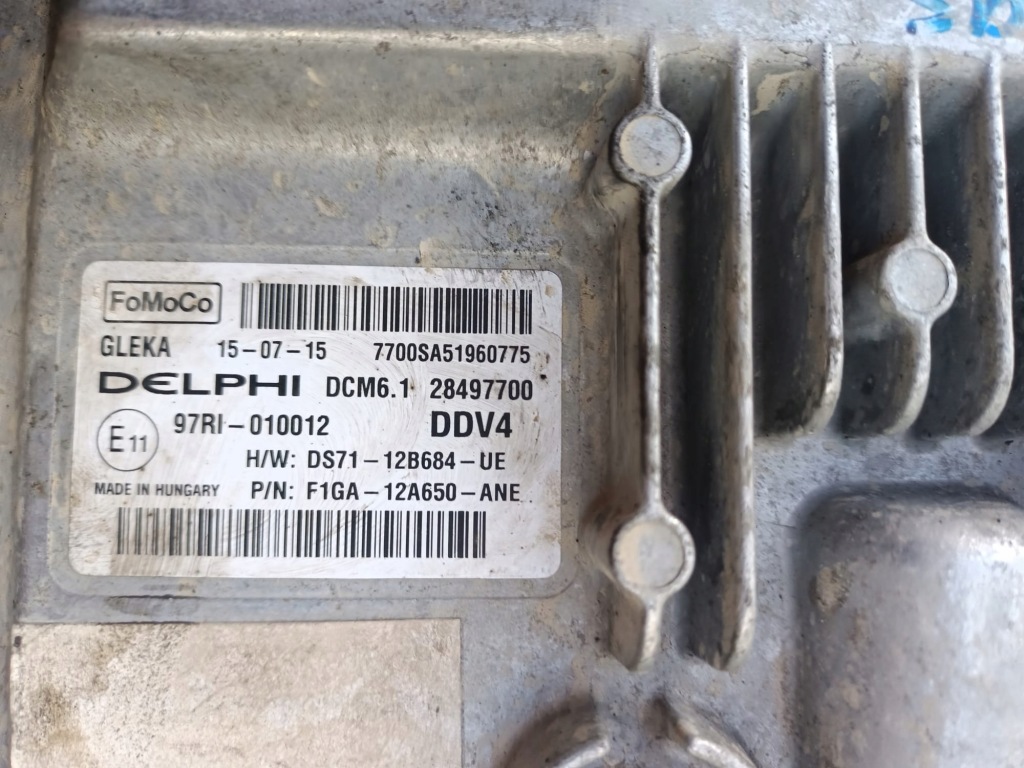 FoMoCo
GLEKA 15-07-15 7700SA51960775
DELPHI DCM6.1 28497700
E11 97RI-010012 DDV4
H/W: DS71-12B684-UE
MADE IN HUNGARY P/N: F1GA-12A650-ANE